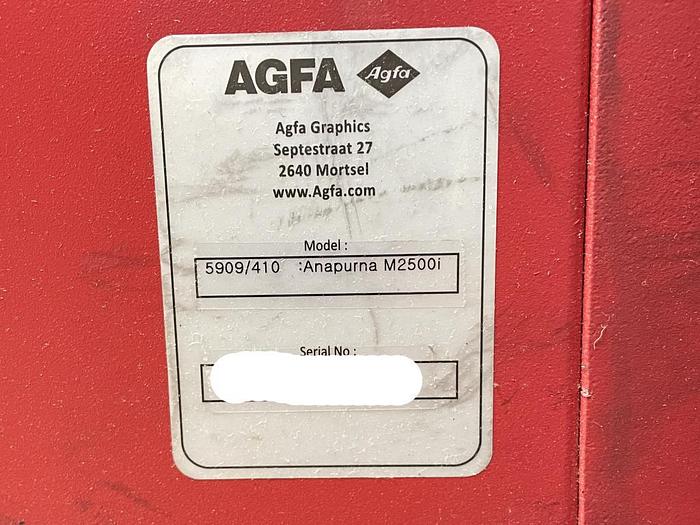 AGFA Agfa
Agfa Graphics
Septestraat 27
2640 Mortsel
www.Agfa.com
Model :
5909/410 :Anapurna M2500i
Serial No :